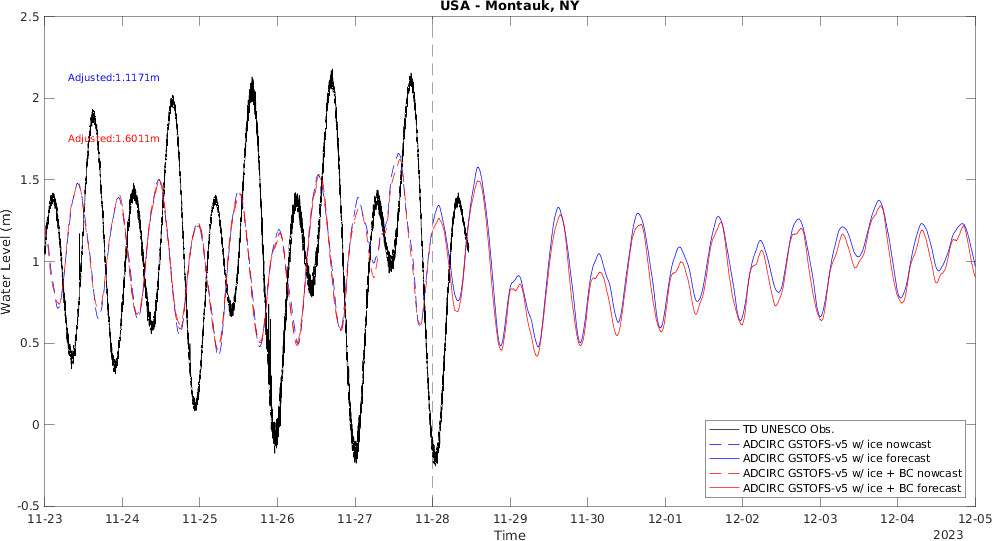 USA - Montauk, NY
2.5
2
1.5
1
0.5
0
-0.5
Water Level (m)
Adjusted:1.1171m
Adjusted:1.6011m
TD UNESCO Obs.
ADCIRC GSTOFS-v5 w/ ice nowcast
ADCIRC GSTOFS-v5 w/ ice forecast
ADCIRC GSTOFS-v5 w/ ice + BC nowcast
ADCIRC GSTOFS-v5 w/ ice + BC forecast
11-23 11-24 11-25 11-26 11-27 11-28 11-29 11-30 12-01 12-02 12-03 12-04 12-05
Time
2023